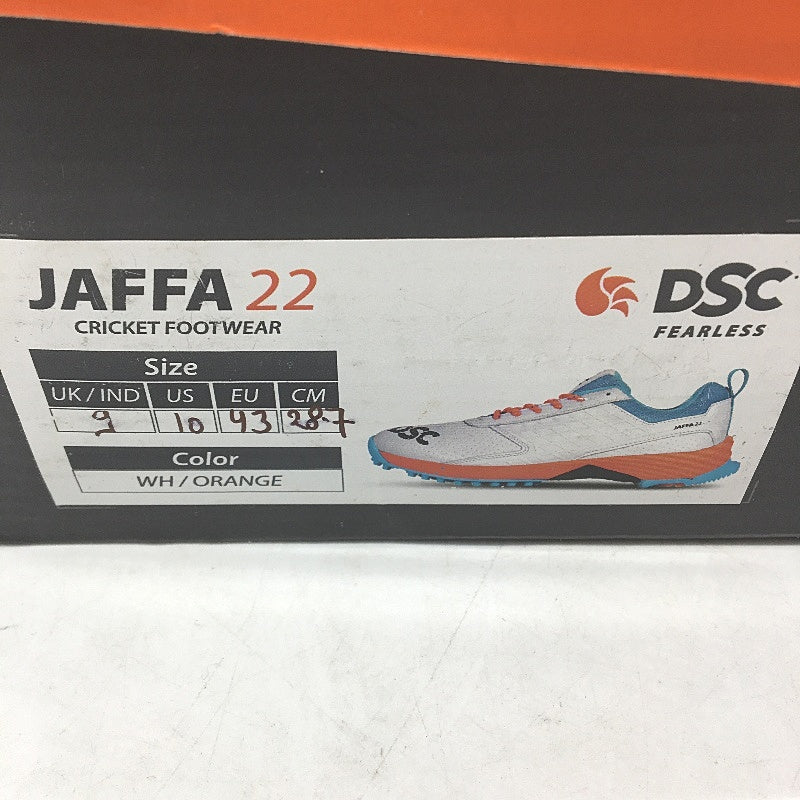 JAFFA 22
CRICKET FOOTWEAR
DSC
FEARLESS
Size
UK / IND US EU CM
9 10 43 28.7
Color
WH / ORANGE
DSC
JAFFA 22